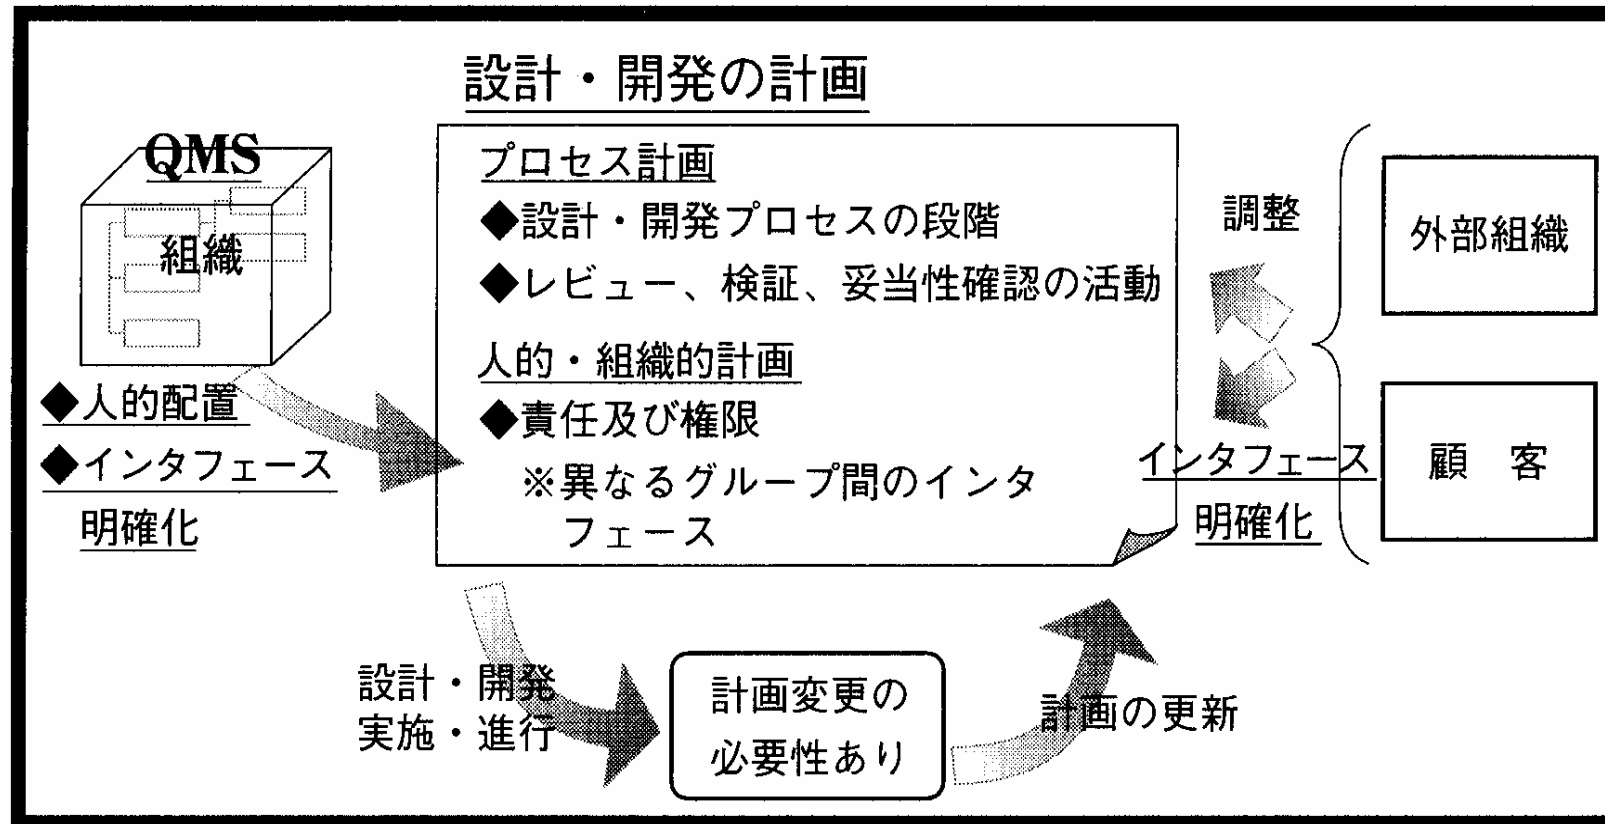 設計・開発の計画
QMS
組織
◆人的配置
◆インタフェース
明確化
プロセス計画
◆設計・開発プロセスの段階
◆レビュー、検証、妥当性確認の活動
人的・組織的計画
◆責任及び権限
※異なるグループ間のインタ
フェース
調整
インタフェース
明確化
外部組織
顧 客
設計・開発
実施・進行
計画変更の
必要性あり
計画の更新